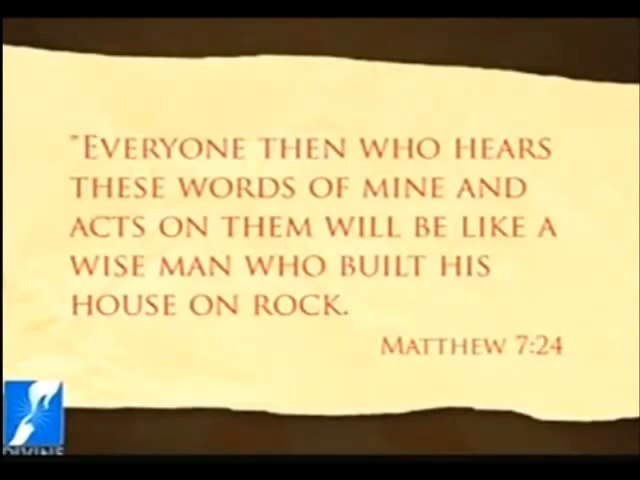 "Everyone then who hears
these words of mine and
acts on them will be like a
wise man who built his
house on rock.
Matthew 7:24
DIVINE